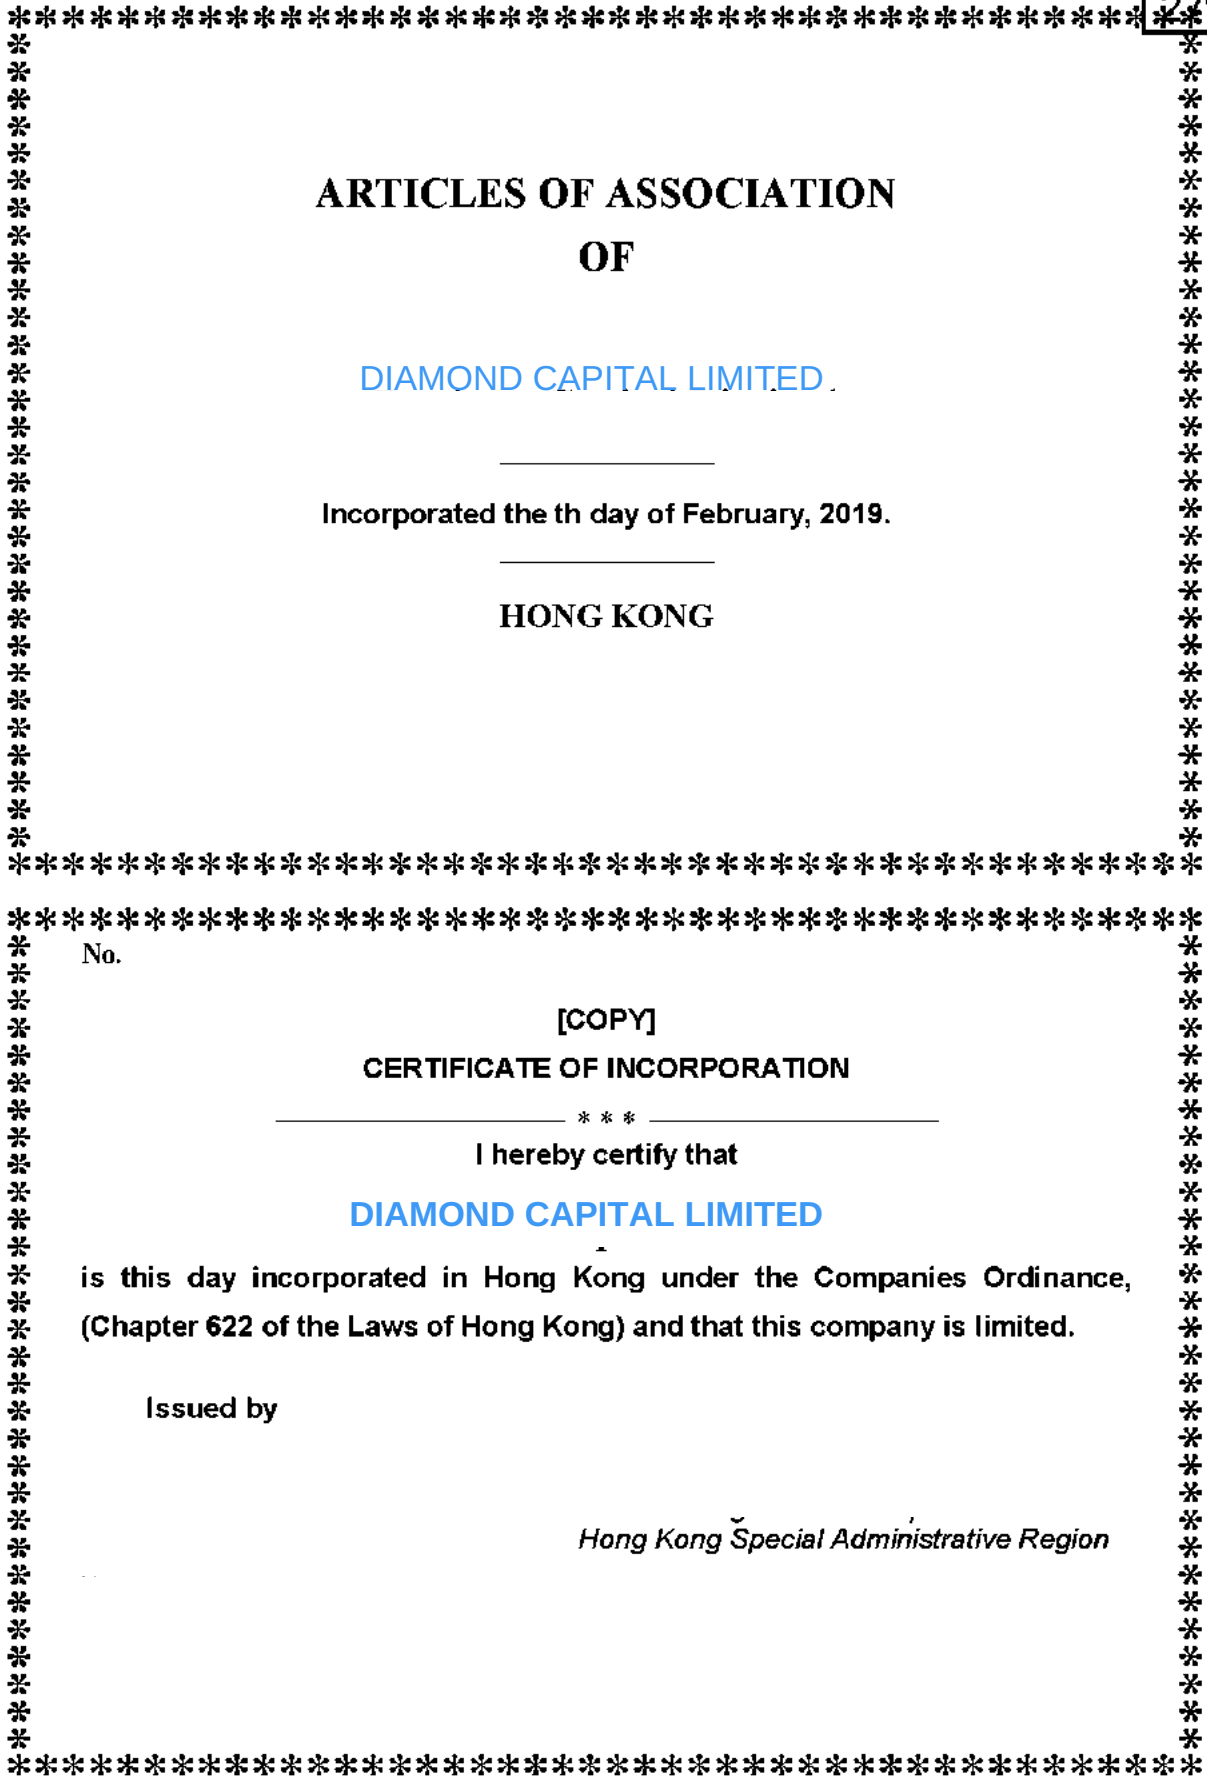 ARTICLES OF ASSOCIATION
OF
DIAMOND CAPITAL LIMITED
Incorporated the th day of February, 2019.
HONG KONG
No.
[COPY]
CERTIFICATE OF INCORPORATION
* * *
I hereby certify that
DIAMOND CAPITAL LIMITED
is this day incorporated in Hong Kong under the Companies Ordinance,
(Chapter 622 of the Laws of Hong Kong) and that this company is limited.
Issued by
Hong Kong Special Administrative Region